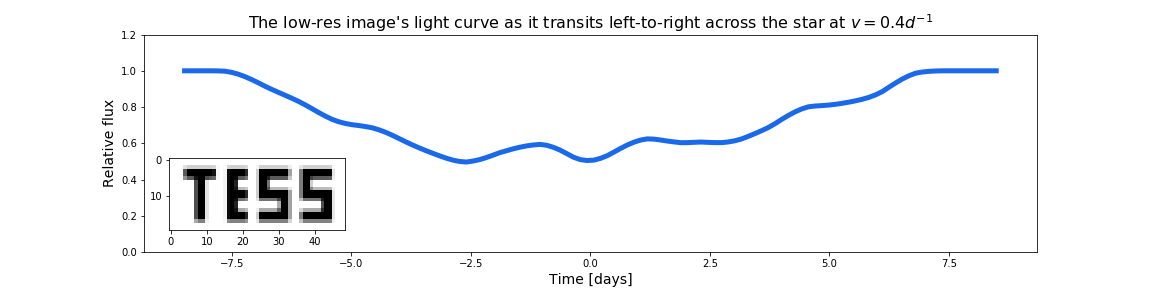 The low-res image's light curve as it transits left-to-right across the star at v = 0.4d⁻¹
Relative flux
1.2
1.0
0.8
0.6
0.4
0.2
0.0
0
10
TESS
0 10 20 30 40
−7.5 −5.0 −2.5 0.0 2.5 5.0 7.5
Time [days]